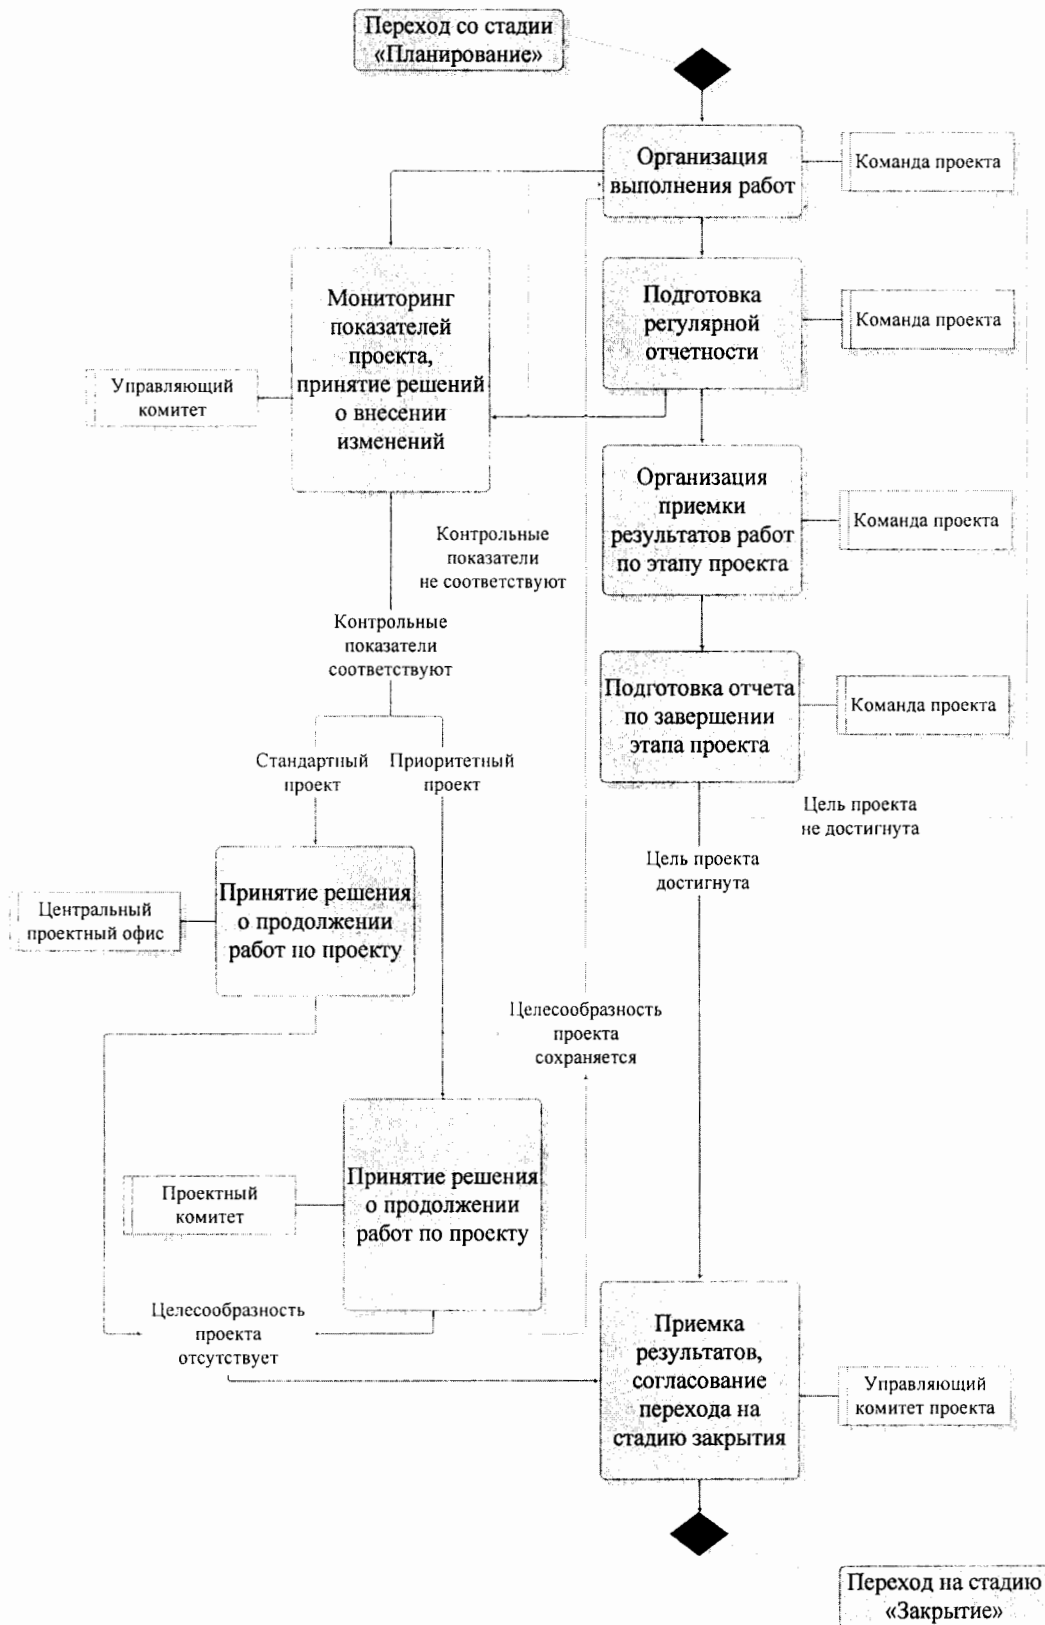 Переход со стадии
«Планирование»
Организация
выполнения работ
Команда проекта
Мониторинг
показателей
проекта,
принятие решений
о внесении
изменений
Управляющий
комитет
Подготовка
регулярной
отчетности
Команда проекта
Организация
приемки
результатов работ
по этапу проекта
Команда проекта
Контрольные
показатели
не соответствуют
Контрольные
показатели
соответствуют
Подготовка отчета
по завершении
этапа проекта
Команда проекта
Стандартный
проект
Приоритетный
проект
Цель проекта
не достигнута
Цель проекта
достигнута
Принятие решения
о продолжении
работ по проекту
Центральный
проектный офис
Целесообразность
проекта
сохраняется
Принятие решения
о продолжении
работ по проекту
Проектный
комитет
Целесообразность
проекта
отсутствует
Приемка
результатов,
согласование
перехода на
стадию закрытия
Управляющий
комитет проекта
Переход на стадию
«Закрытие»